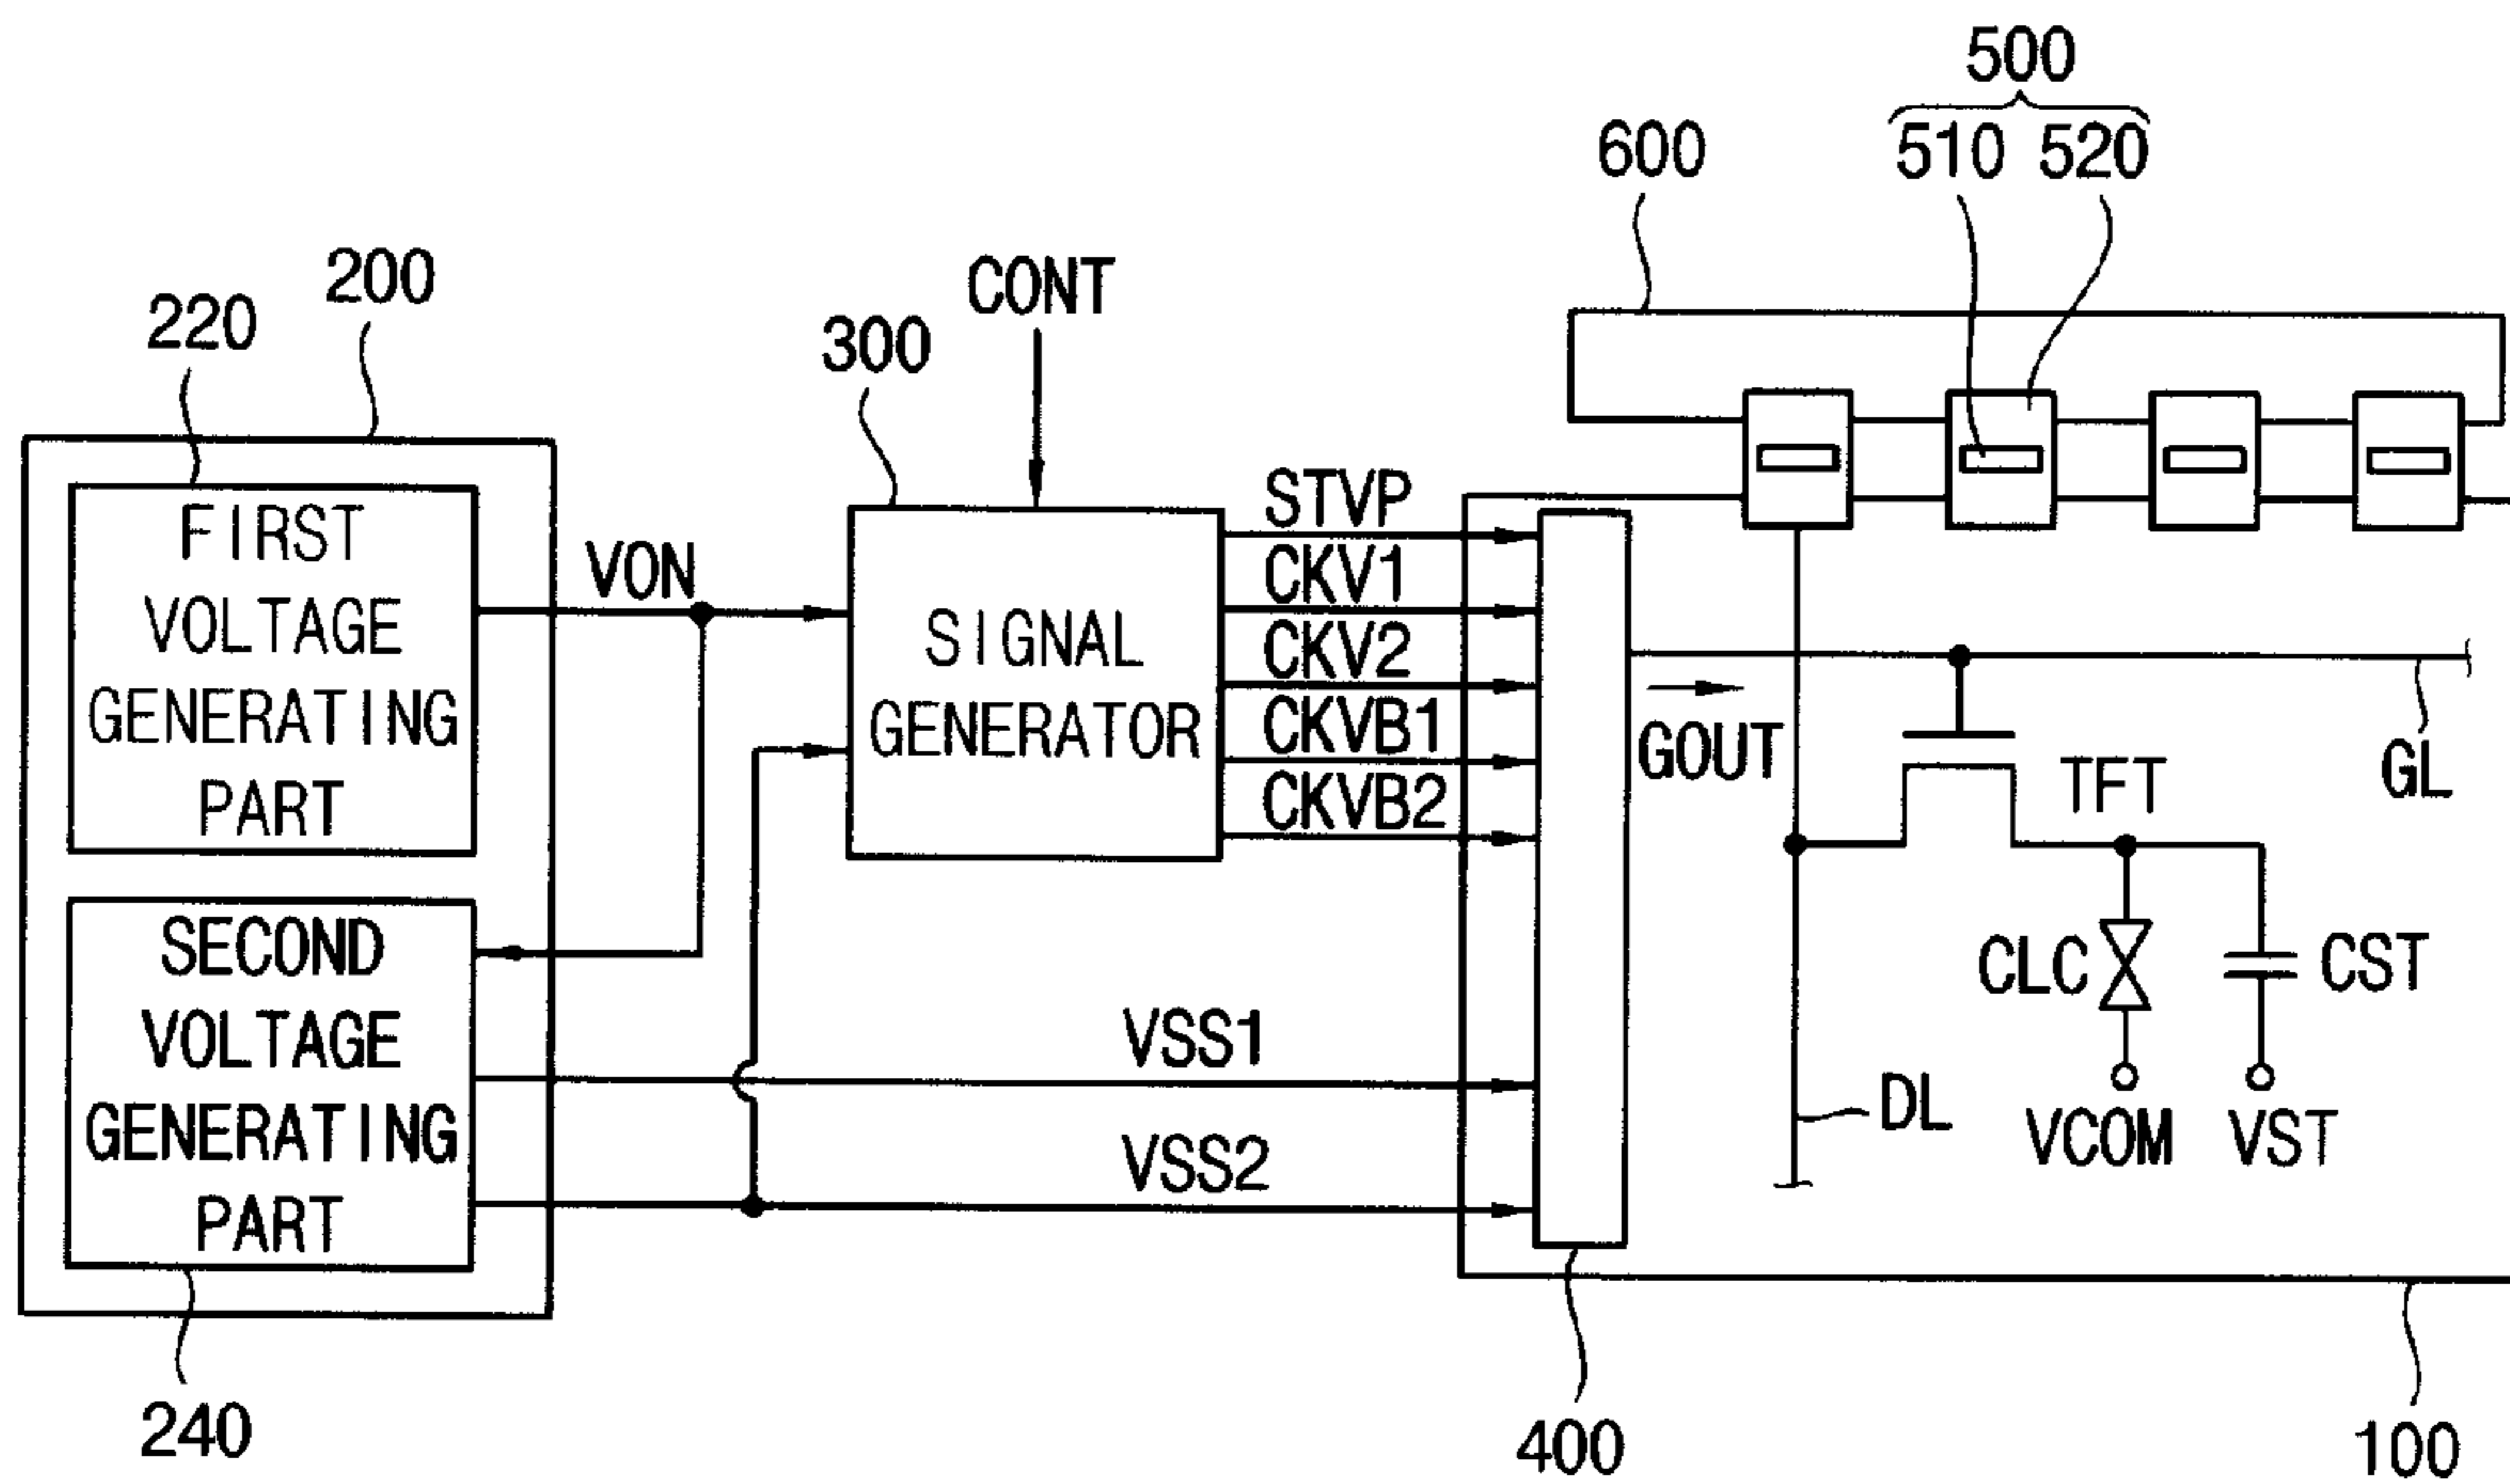 500
600
510 520
200
CONT
220
300
FIRST
VOLTAGE
GENERATING
PART
VON
SIGNAL
GENERATOR
STVP
CKV1
CKV2
CKVB1
CKVB2
GOUT
TFT
GL
SECOND
VOLTAGE
GENERATING
PART
CLC
CST
VSS1
VSS2
DL
VCOM
VST
240
400
100